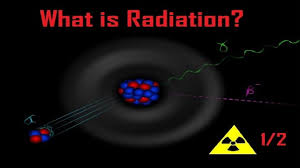 What is Radiation?
γ
β⁻
1/2